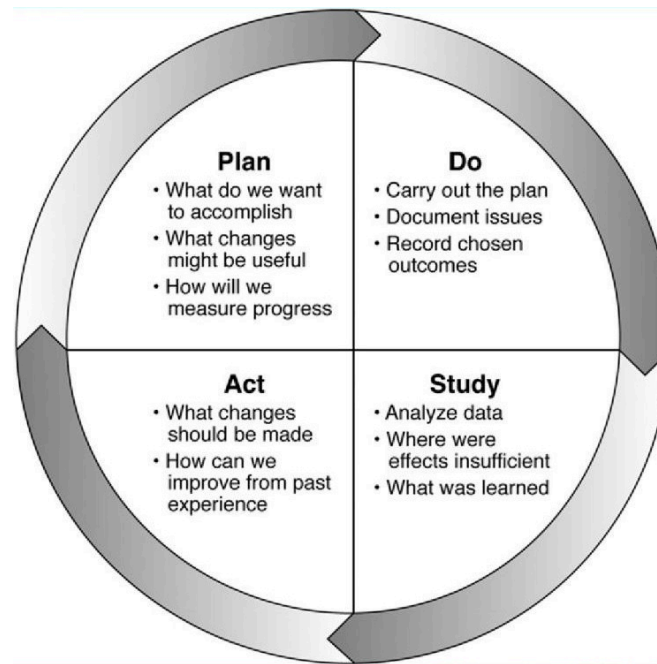 Plan
• What do we want
to accomplish
• What changes
might be useful
• How will we
measure progress
Do
• Carry out the plan
• Document issues
• Record chosen
outcomes
Act
• What changes
should be made
• How can we
improve from past
experience
Study
• Analyze data
• Where were
effects insufficient
• What was learned